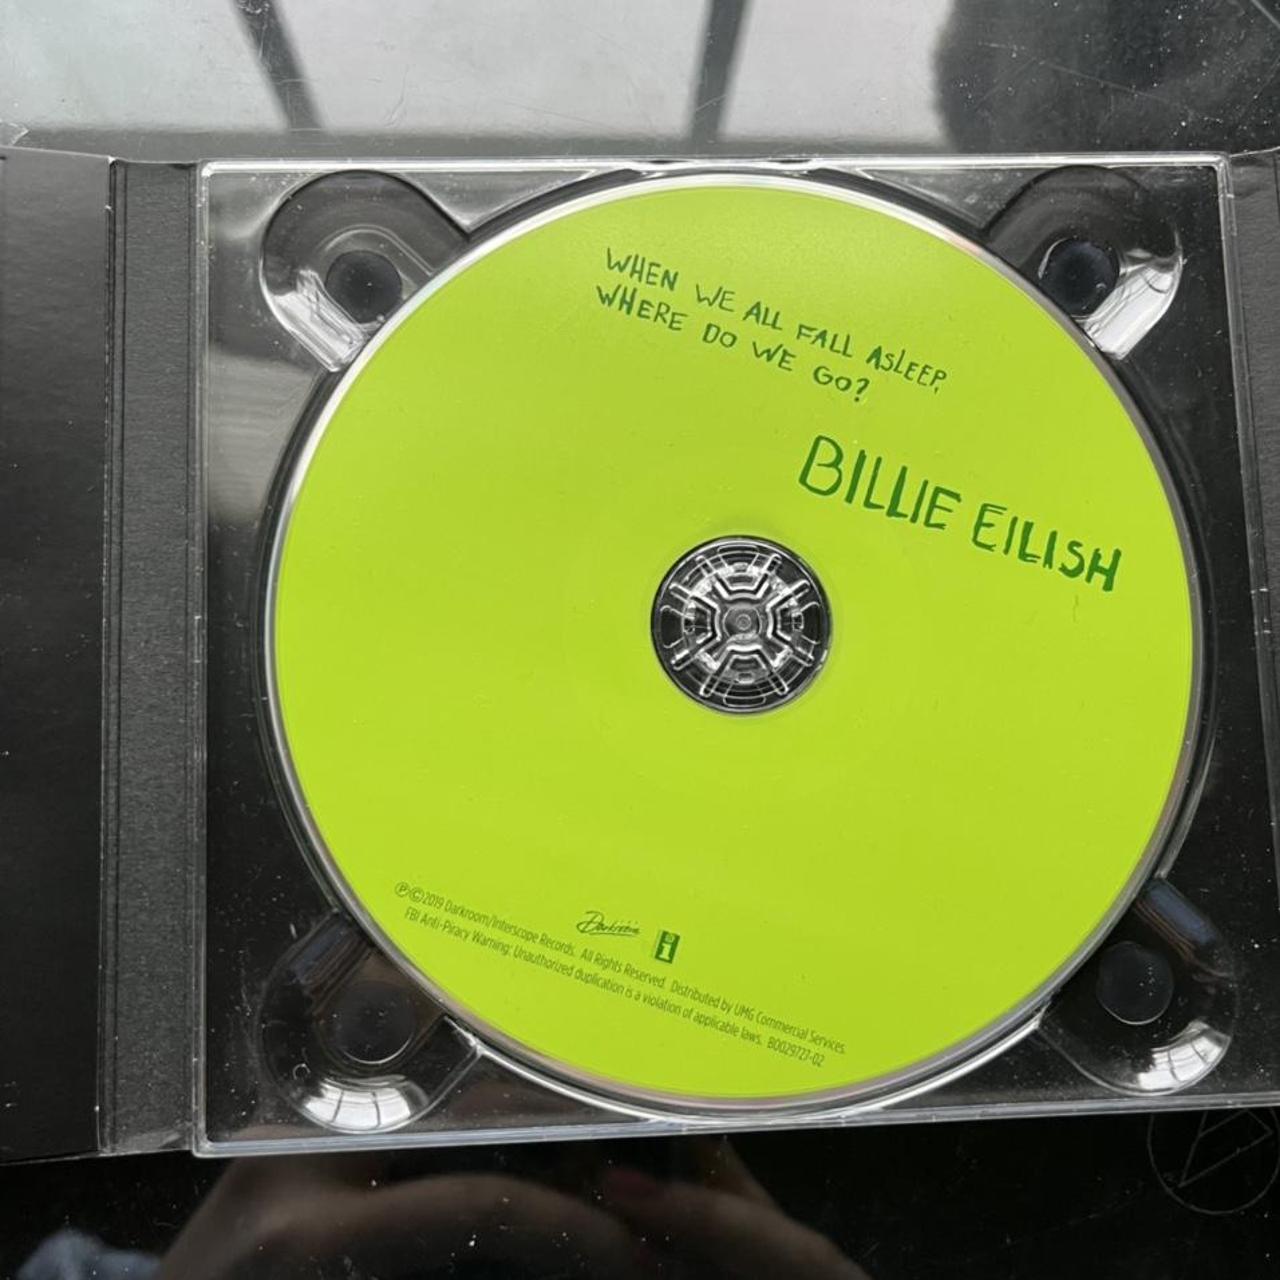 WHEN WE ALL FALL ASLEEP,
WHERE DO WE GO?
BILLIE EILISH
Darkroom
i
℗©2019 Darkroom/Interscope Records. All Rights Reserved. Distributed by UMG Commercial Services.
FBI Anti-Piracy Warning: Unauthorized duplication is a violation of applicable laws. B0029727-02